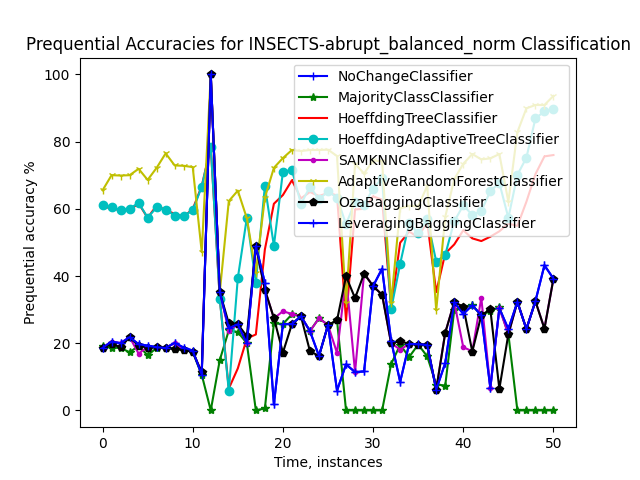 Prequential Accuracies for INSECTS-abrupt_balanced_norm Classification
Prequential accuracy %
100
80
60
40
20
0
NoChangeClassifier
MajorityClassClassifier
HoeffdingTreeClassifier
HoeffdingAdaptiveTreeClassifier
SAMKNNClassifier
AdaptiveRandomForestClassifier
OzaBaggingClassifier
LeveragingBaggingClassifier
0 10 20 30 40 50
Time, instances